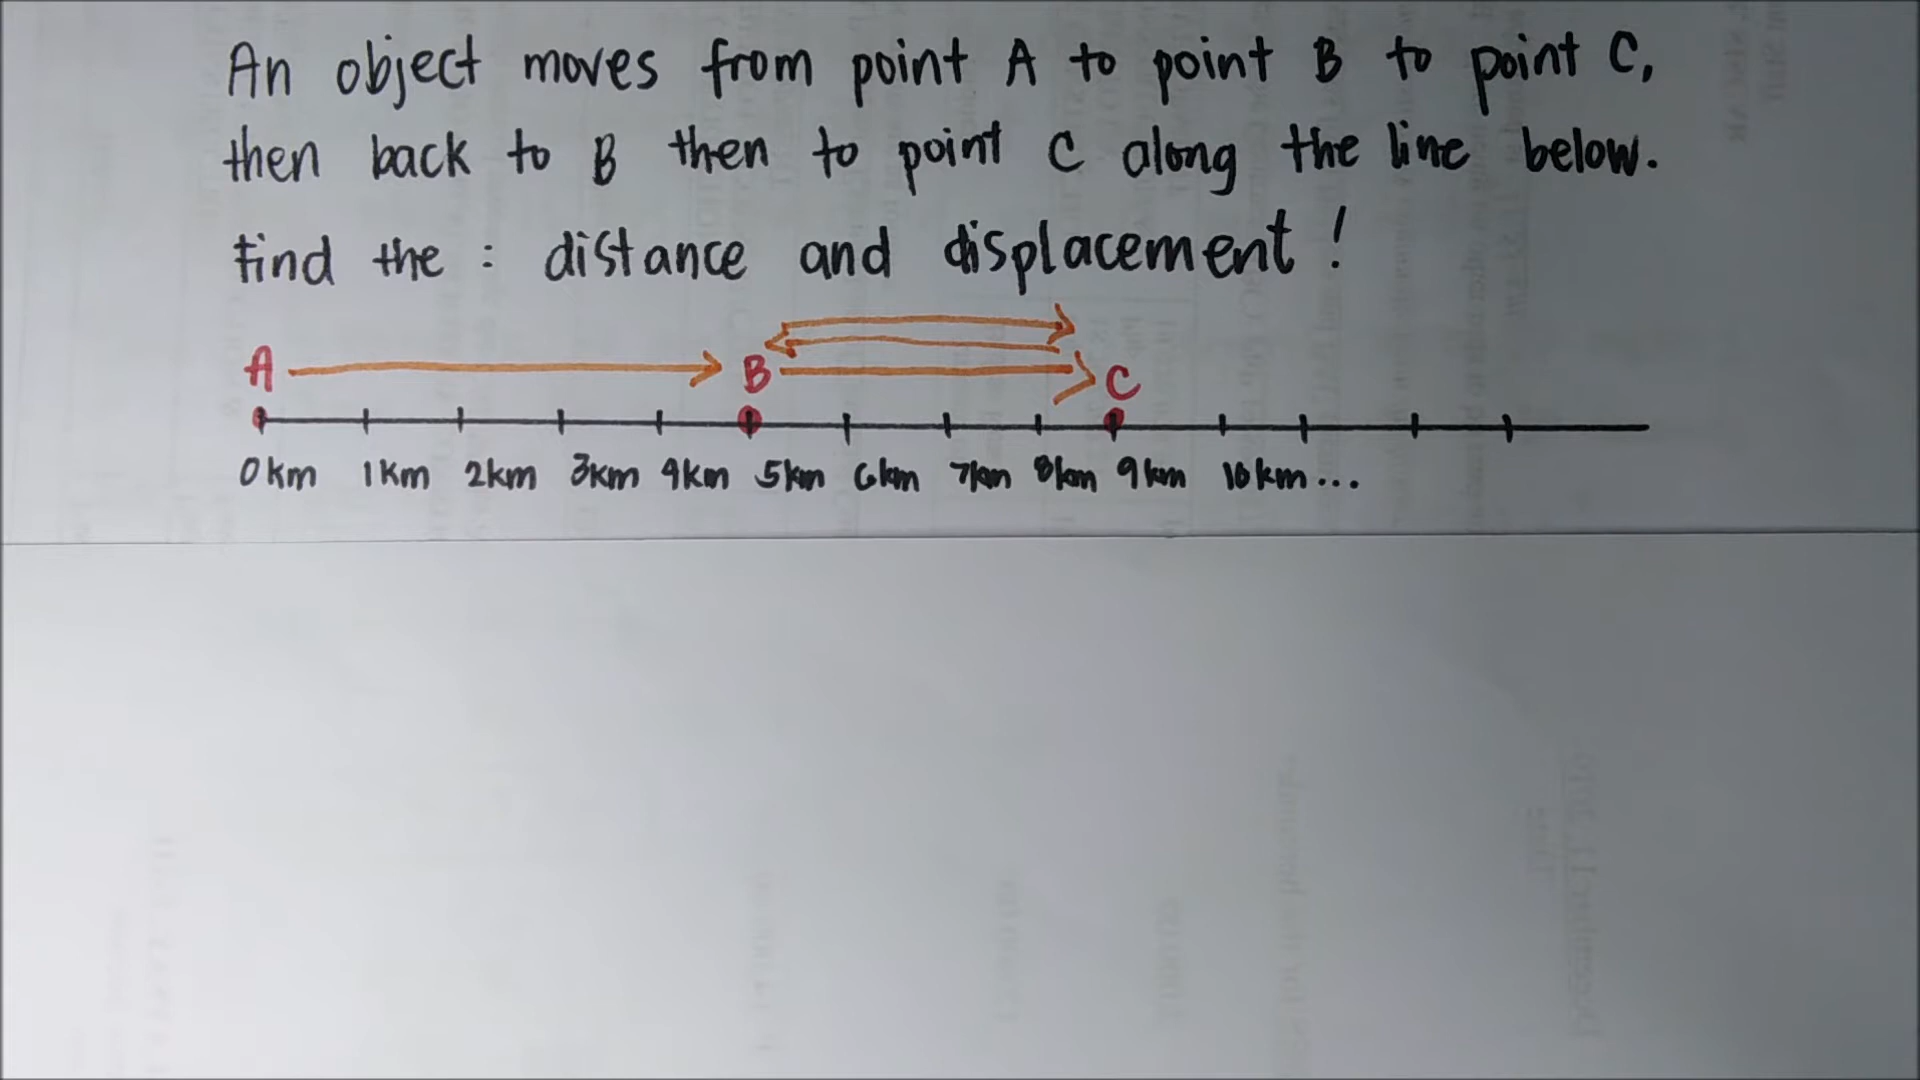 An object moves from point A to point B to point C,
then back to B then to point C along the line below.
find the : distance and displacement !
A B C
0km 1km 2km 3km 4km 5km 6km 7km 8km 9km 10km...